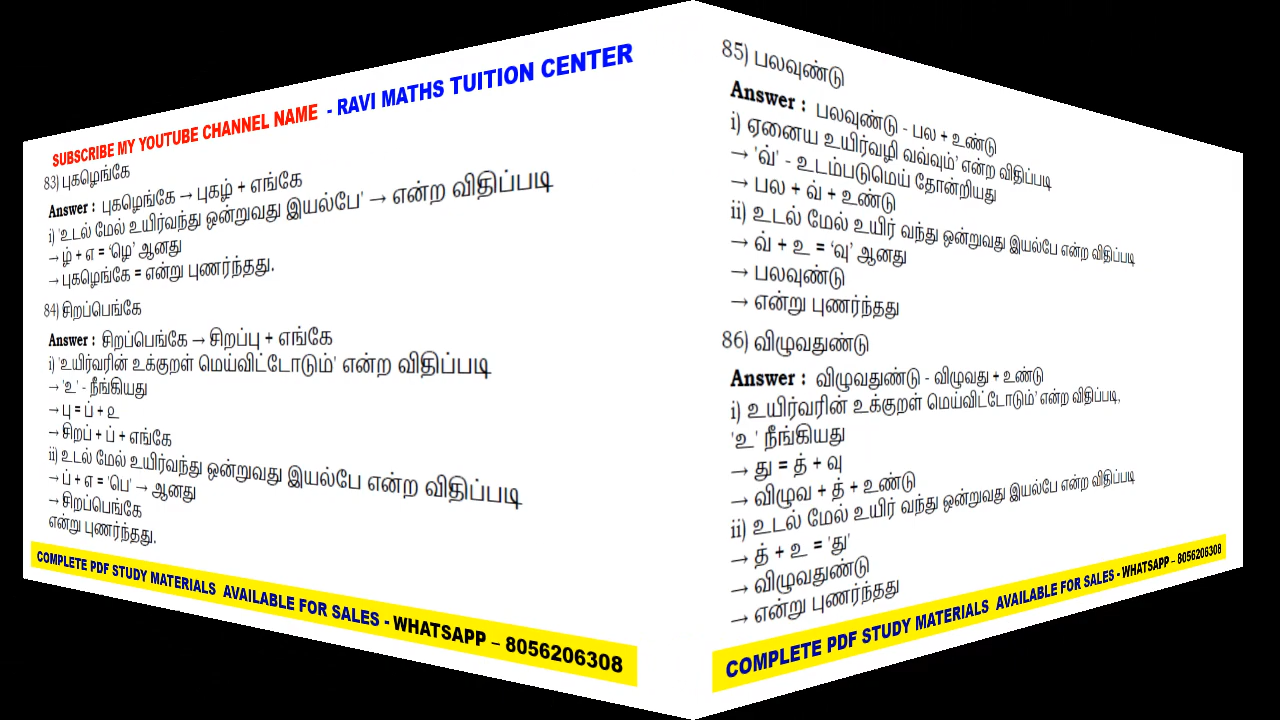 SUBSCRIBE MY YOUTUBE CHANNEL NAME - RAVI MATHS TUITION CENTER
83) புகழெங்கே
Answer : புகழெங்கே → புகழ் + எங்கே
i) 'உடல் மேல் உயிர்வந்து ஒன்றுவது இயல்பே' → என்ற விதிப்படி
→ ழ் + எ = 'ழெ' ஆனது
→ புகழெங்கே = என்று புணர்ந்தது.
84) சிறப்பெங்கே
Answer : சிறப்பெங்கே → சிறப்பு + எங்கே
i) 'உயிர்வரின் உக்குறள் மெய்விட்டோடும்' என்ற விதிப்படி
→ 'உ' - நீங்கியது
→ பு = ப் + உ
→ சிறப் + ப் + எங்கே
ii) உடல் மேல் உயிர்வந்து ஒன்றுவது இயல்பே என்ற விதிப்படி
→ ப் + எ = 'பெ' → ஆனது
→ சிறப்பெங்கே
என்று புணர்ந்தது.
COMPLETE PDF STUDY MATERIALS AVAILABLE FOR SALES - WHATSAPP – 8056206308
85) பலவுண்டு
Answer : பலவுண்டு - பல + உண்டு
i) ஏனைய உயிர்வழி வவ்வும்' என்ற விதிப்படி
→ 'வ்' - உடம்படுமெய் தோன்றியது
→ பல + வ் + உண்டு
ii) உடல் மேல் உயிர் வந்து ஒன்றுவது இயல்பே என்ற விதிப்படி
→ வ் + உ = 'வு' ஆனது
→ பலவுண்டு
→ என்று புணர்ந்தது
86) விழுவதுண்டு
Answer : விழுவதுண்டு - விழுவது + உண்டு
i) உயிர்வரின் உக்குறள் மெய்விட்டோடும்' என்ற விதிப்படி,
'உ' நீங்கியது
→ து = த் + வு
→ விழுவ + த் + உண்டு
ii) உடல் மேல் உயிர் வந்து ஒன்றுவது இயல்பே என்ற விதிப்படி
→ த் + உ = 'து'
→ விழுவதுண்டு
→ என்று புணர்ந்தது
COMPLETE PDF STUDY MATERIALS AVAILABLE FOR SALES - WHATSAPP – 8056206308